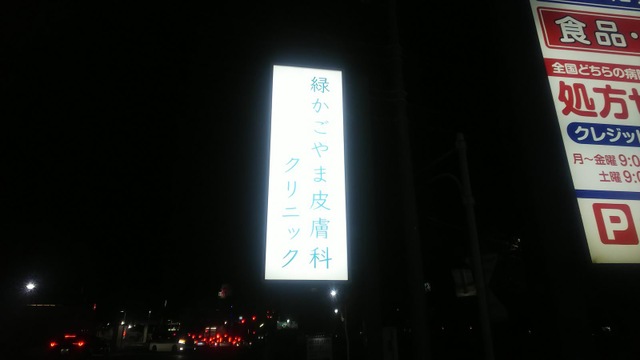 緑かごやま皮膚科
クリニック
食品・
全国どちらの病
処方せ
クレジッ
月～金曜9:0
土曜9:0
P